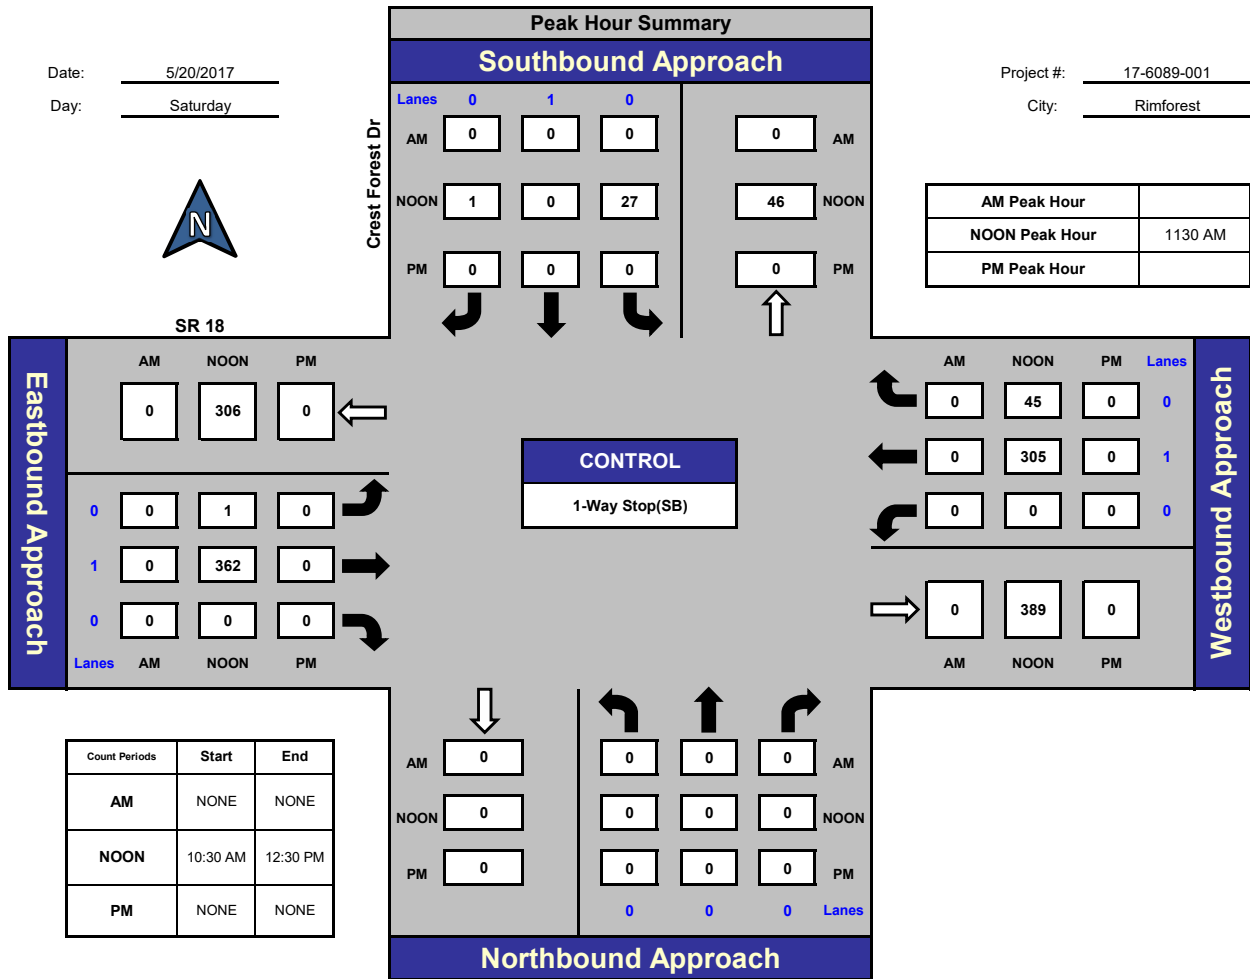 Peak Hour Summary
Southbound Approach
Date: 5/20/2017
Day: Saturday
Project #: 17-6089-001
City: Rimforest
Crest Forest Dr
Lanes 0 1 0
AM 0 0 0 0 AM
NOON 1 0 27 46 NOON
PM 0 0 0 0 PM
N
AM Peak Hour
NOON Peak Hour 1130 AM
PM Peak Hour
SR 18
Eastbound Approach
AM NOON PM
0 306 0
0 0 1 0
1 0 362 0
0 0 0 0
Lanes AM NOON PM
CONTROL
1-Way Stop(SB)
AM NOON PM Lanes
0 45 0 0
0 305 0 1
0 0 0 0
0 389 0
AM NOON PM
Westbound Approach
Count Periods Start End
AM NONE NONE
NOON 10:30 AM 12:30 PM
PM NONE NONE
AM 0 0 0 0 AM
NOON 0 0 0 0 NOON
PM 0 0 0 0 PM
0 0 0 Lanes
Northbound Approach